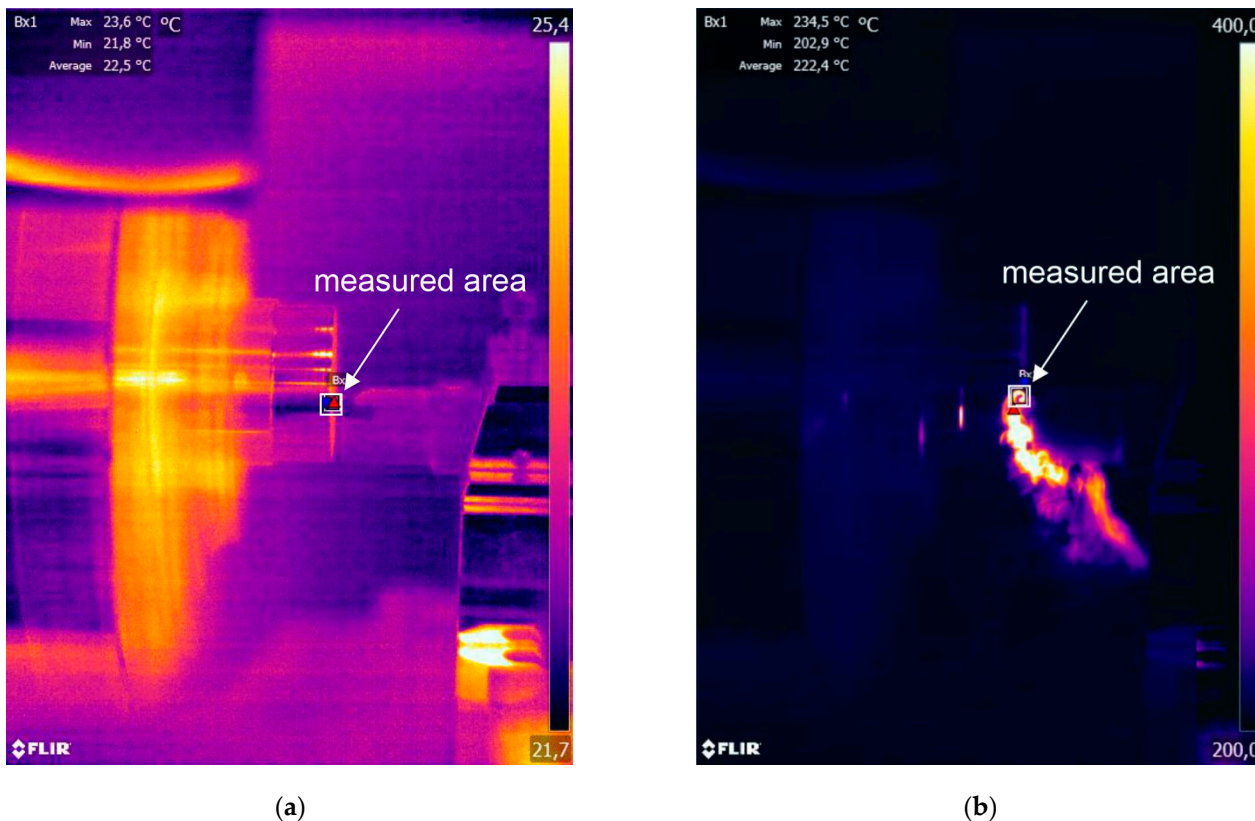 Bx1 Max 23,6 °C °C
Min 21,8 °C
Average 22,5 °C
25,4
measured area
Bx
21,7
FLIR
(a)
Bx1 Max 234,5 °C °C
Min 202,9 °C
Average 222,4 °C
400,0
measured area
Bx
200,0
FLIR
(b)